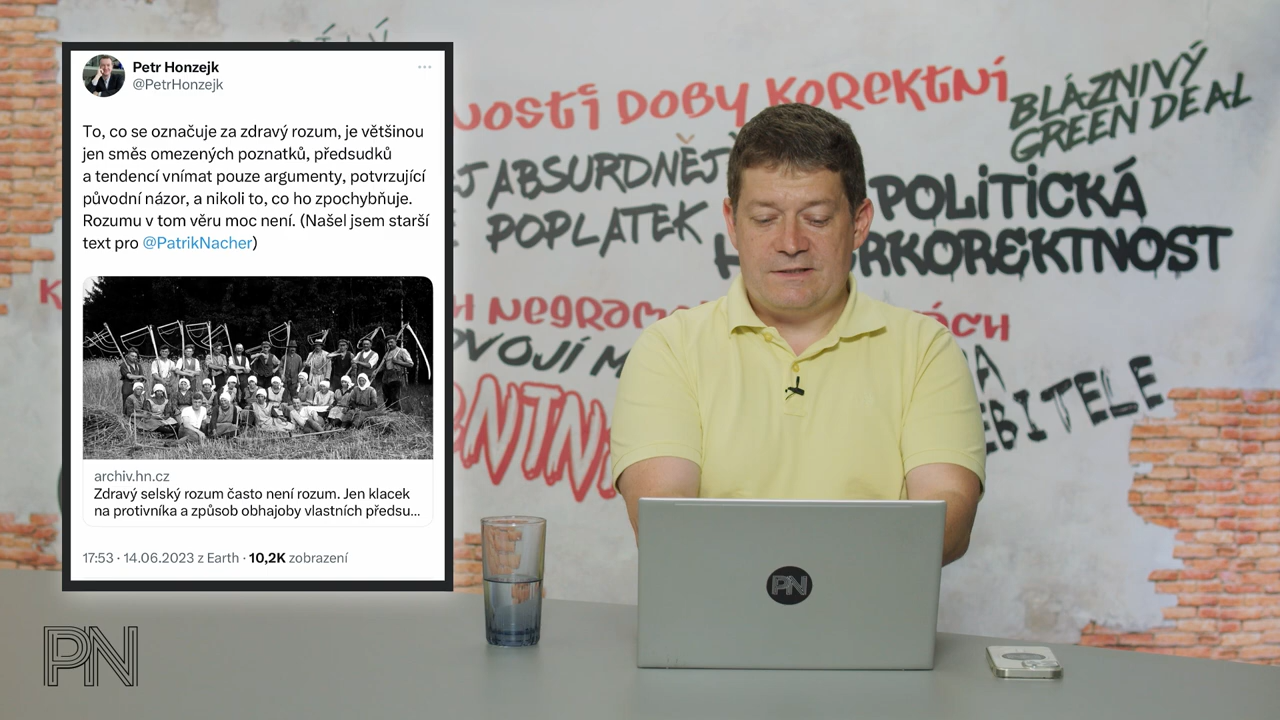 Petr Honzejk
@PetrHonzejk
To, co se označuje za zdravý rozum, je většinou
jen směs omezených poznatků, předsudků
a tendencí vnímat pouze argumenty, potvrzující
původní názor, a nikoli to, co ho zpochybňuje.
Rozumu v tom věru moc není. (Našel jsem starší
text pro @PatrikNacher)
archiv.hn.cz
Zdravý selský rozum často není rozum. Jen klacek
na protivníka a způsob obhajoby vlastních předsu...
17:53 · 14.06.2023 z Earth · 10,2K zobrazení
DOBY KOREKTNÍ
BLÁZNIVÝ
GREEN DEAL
ABSURDNĚJ
POPLATEK
POLITICKÁ
RKOREKTNOST
PN
PN